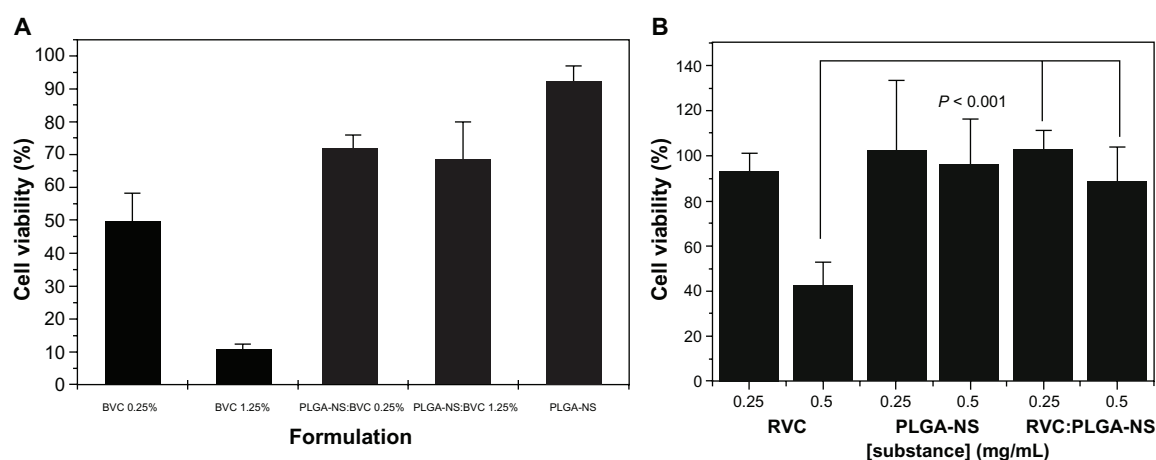 A
Cell viability (%)
100
90
80
70
60
50
40
30
20
10
0
BVC 0.25% BVC 1.25% PLGA-NS:BVC 0.25% PLGA-NS:BVC 1.25% PLGA-NS
Formulation
B
Cell viability (%)
140
120
100
80
60
40
20
0
P < 0.001
0.25 0.5 0.25 0.5 0.25 0.5
RVC PLGA-NS RVC:PLGA-NS
[substance] (mg/mL)